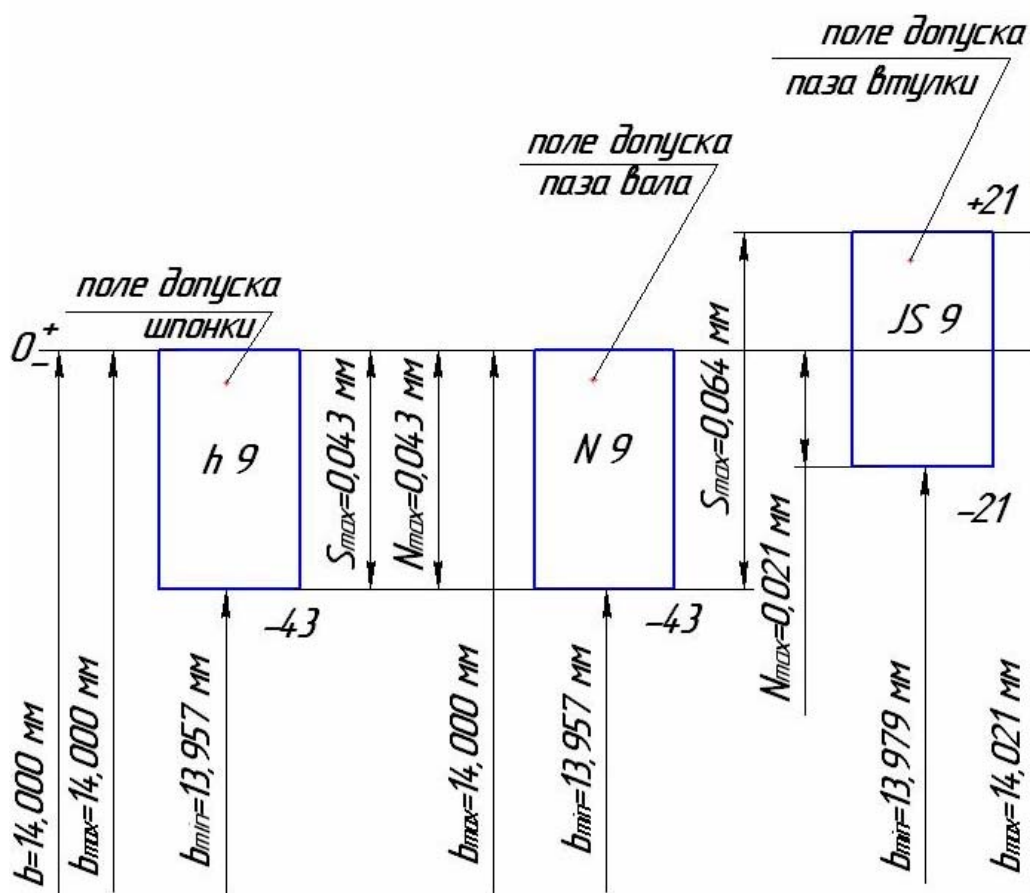 поле допуска
паза втулки
поле допуска
паза вала
поле допуска
шпонки
+21
0
+
−
h 9
N 9
JS 9
−43
−43
−21
Smax=0,043 мм
Nmax=0,043 мм
Smax=0,064 мм
Nmax=0,021 мм
b=14,000 мм
bmax=14,000 мм
bmin=13,957 мм
bmax=14,000 мм
bmin=13,957 мм
bmin=13,979 мм
bmax=14,021 мм